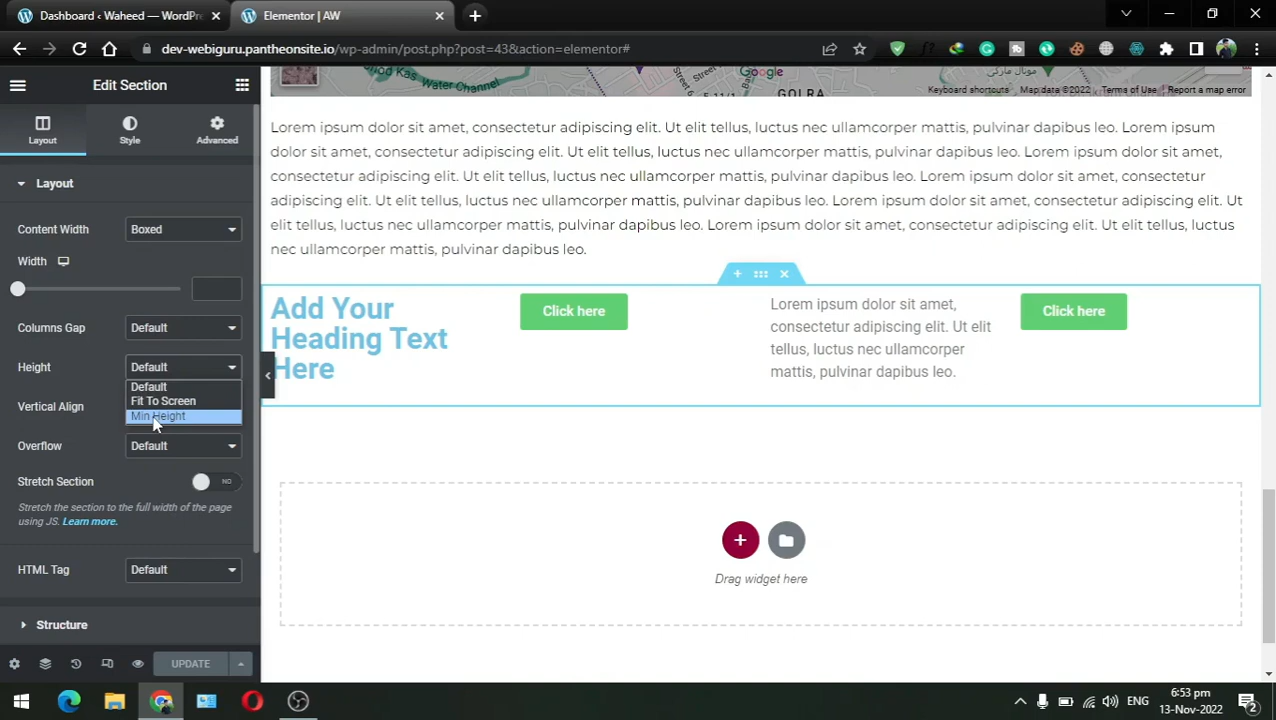 Dashboard ‹ Waheed — WordPre
Elementor | AW
dev-webiguru.pantheonsite.io/wp-admin/post.php?post=43&action=elementor#
Edit Section
Layout
Style
Advanced
Layout
Content Width
Boxed
Width
Columns Gap
Default
Height
Default
Default
Fit To Screen
Min Height
Vertical Align
Overflow
Default
Stretch Section
NO
Stretch the section to the full width of the page
using JS. Learn more.
HTML Tag
Default
Structure
UPDATE
Water Channel
Google
GOLRA
Keyboard shortcuts
Map data ©2022
Terms of Use
Report a map error
Lorem ipsum dolor sit amet, consectetur adipiscing elit. Ut elit tellus, luctus nec ullamcorper mattis, pulvinar dapibus leo. Lorem ipsum
dolor sit amet, consectetur adipiscing elit. Ut elit tellus, luctus nec ullamcorper mattis, pulvinar dapibus leo. Lorem ipsum dolor sit amet,
consectetur adipiscing elit. Ut elit tellus, luctus nec ullamcorper mattis, pulvinar dapibus leo. Lorem ipsum dolor sit amet, consectetur
adipiscing elit. Ut elit tellus, luctus nec ullamcorper mattis, pulvinar dapibus leo. Lorem ipsum dolor sit amet, consectetur adipiscing elit. Ut
elit tellus, luctus nec ullamcorper mattis, pulvinar dapibus leo. Lorem ipsum dolor sit amet, consectetur adipiscing elit. Ut elit tellus, luctus
nec ullamcorper mattis, pulvinar dapibus leo.
Add Your
Heading Text
Here
Click here
Lorem ipsum dolor sit amet,
consectetur adipiscing elit. Ut elit
tellus, luctus nec ullamcorper
mattis, pulvinar dapibus leo.
Click here
Drag widget here
ENG
6:53 pm
13-Nov-2022
2